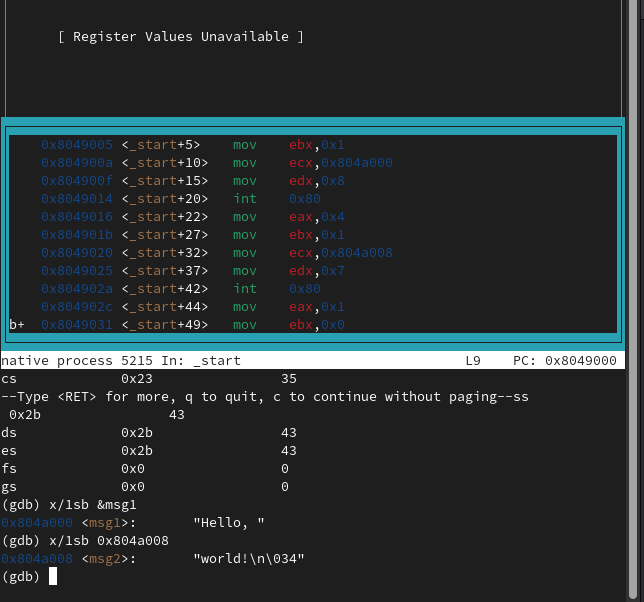 [ Register Values Unavailable ]
0x8049005 <_start+5> mov ebx,0x1
0x804900a <_start+10> mov ecx,0x804a000
0x804900f <_start+15> mov edx,0x8
0x8049014 <_start+20> int 0x80
0x8049016 <_start+22> mov eax,0x4
0x804901b <_start+27> mov ebx,0x1
0x8049020 <_start+32> mov ecx,0x804a008
0x8049025 <_start+37> mov edx,0x7
0x804902a <_start+42> int 0x80
0x804902c <_start+44> mov eax,0x1
b+ 0x8049031 <_start+49> mov ebx,0x0
native process 5215 In: _start L9 PC: 0x8049000
cs 0x23 35
--Type <RET> for more, q to quit, c to continue without paging--ss
0x2b 43
ds 0x2b 43
es 0x2b 43
fs 0x0 0
gs 0x0 0
(gdb) x/1sb &msg1
0x804a000 <msg1>: "Hello, "
(gdb) x/1sb 0x804a008
0x804a008 <msg2>: "world!\n\034"
(gdb)